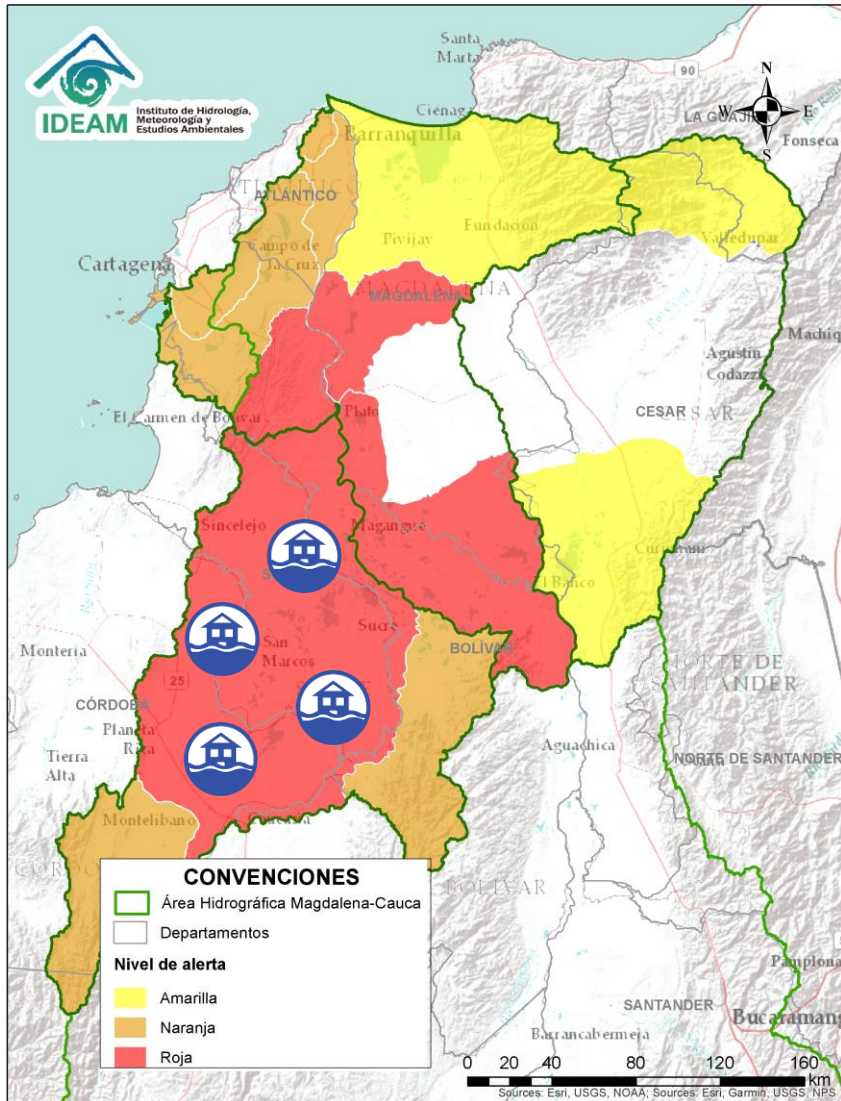 IDEAM
Instituto de Hidrología,
Meteorología y
Estudios Ambientales
Santa
Marta
90
N
W
E
S
Ciénaga
LA GUAJI
Fonseca
Barranquilla
ATLÁNTICO
Fundación
Pivijay
Valledupar
Campo de
la Cruz
Cartagena
MAGDALENA
Machiq
Agustín
Codazzi
CESAR
El Carmen de Bolívar
Plato
Sincelejo
Magangué
El Banco
Sucre
San
Marcos
BOLÍVAR
Montería
25
CÓRDOBA
NORTE DE
SANTANDER
Planeta
Rica
Tierra
Alta
Aguachica
NORTE DE SANTANDER
Montelíbano
BOLÍVAR
CONVENCIONES
Área Hidrográfica Magdalena-Cauca
Departamentos
Nivel de alerta
Amarilla
Naranja
Roja
Pamplona
SANTANDER
Bucaramang
Barrancabermeja
0 20 40 80 120 160
km
Sources: Esri, USGS, NOAA; Sources: Esri, Garmin, USGS, NPS